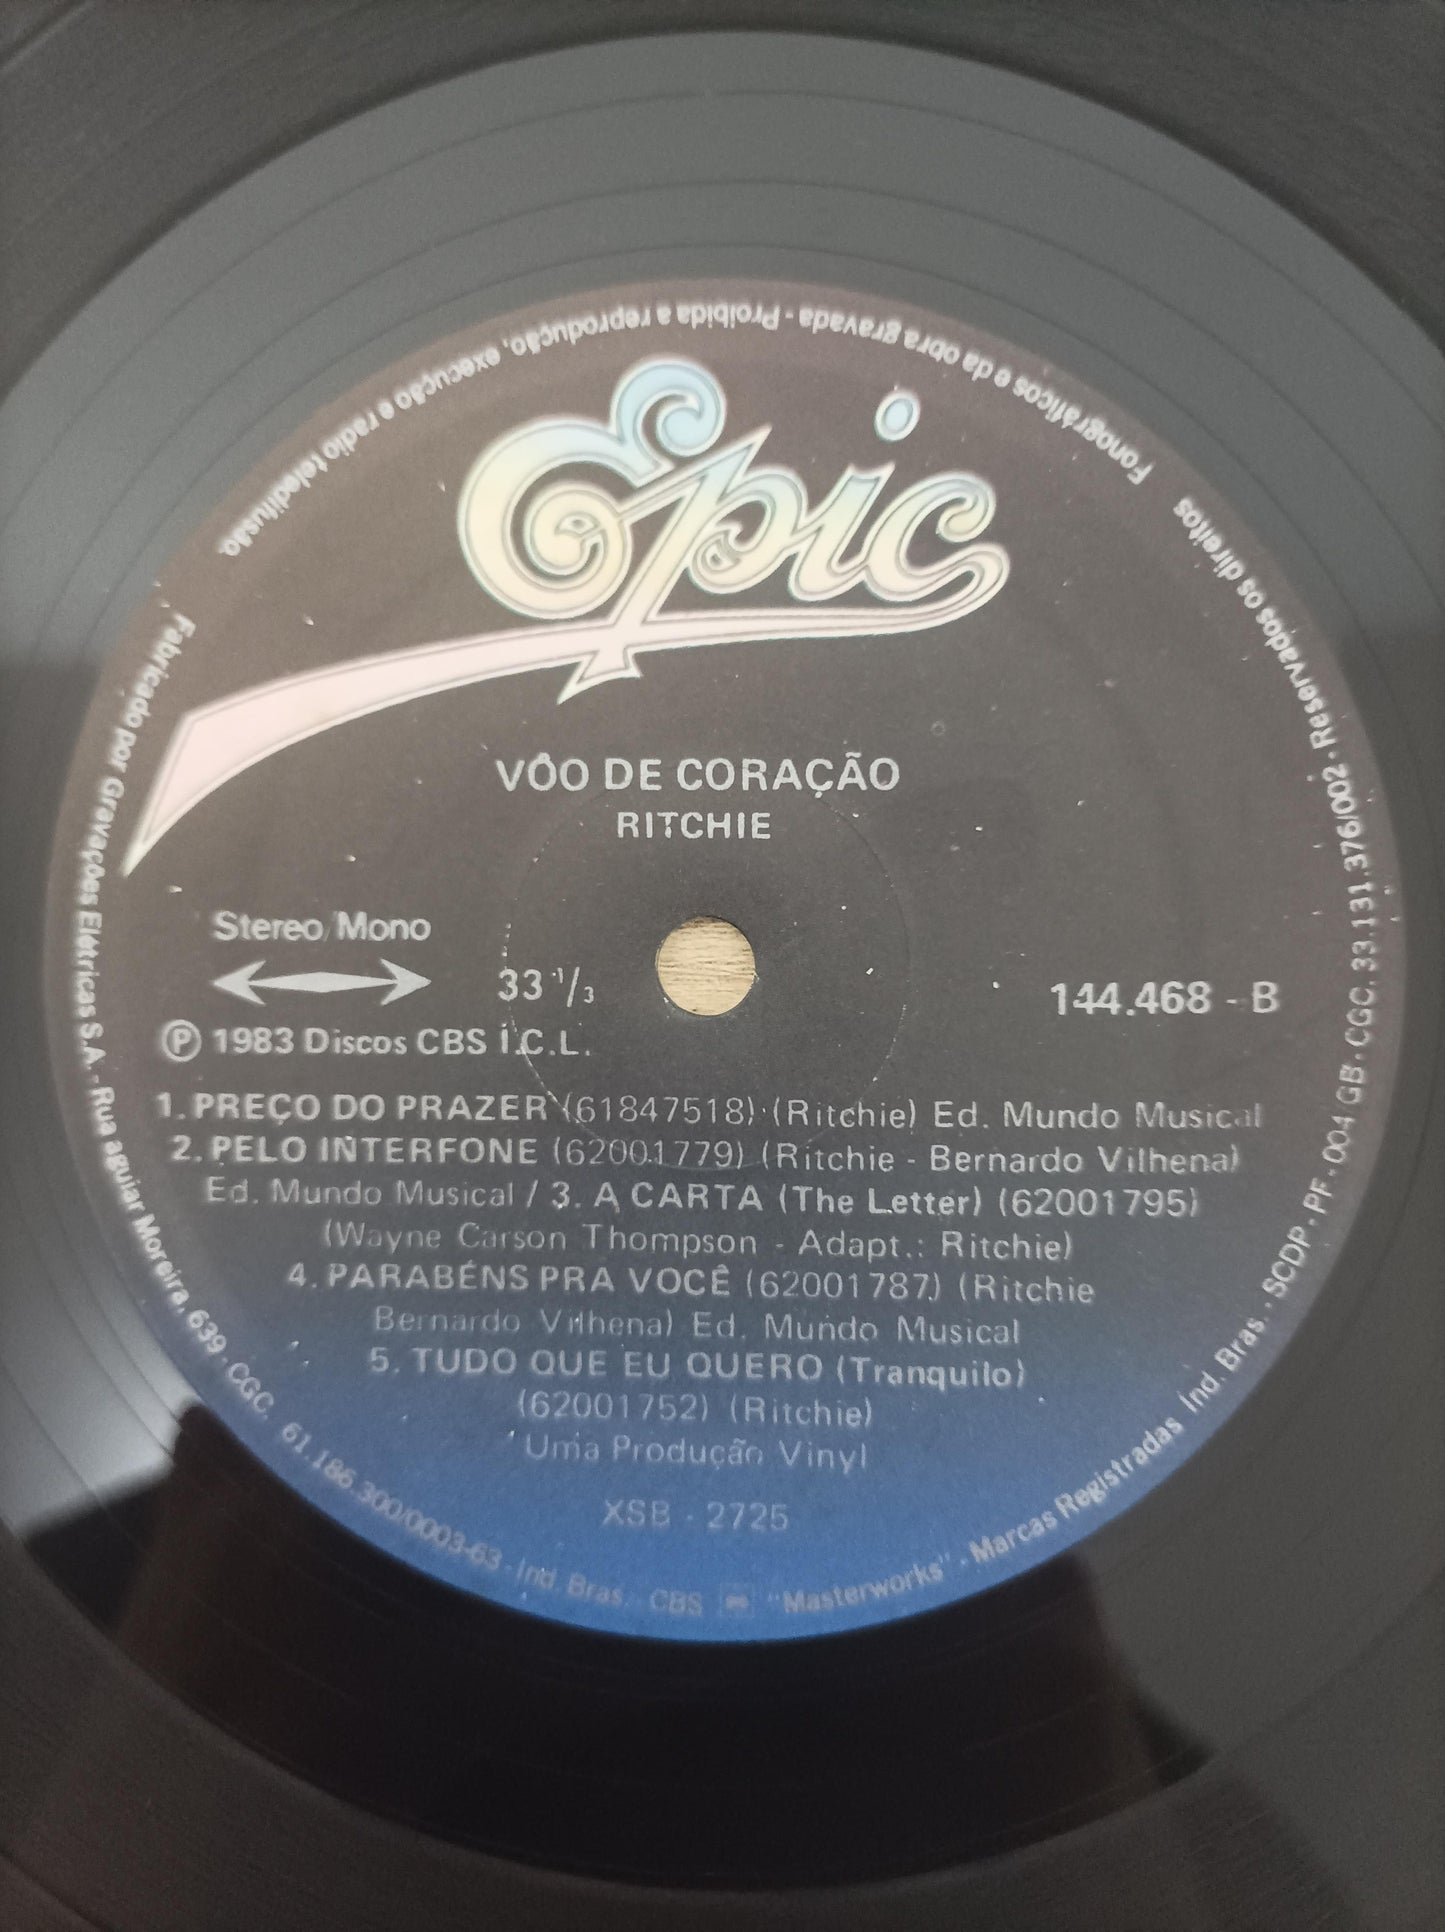 Epic
VÔO DE CORAÇÃO
RITCHIE
Stereo/Mono
33 1/3
144.468 - B
Ⓟ 1983 Discos CBS I.C.L.
1. PREÇO DO PRAZER (61847518) (Ritchie) Ed. Mundo Musical
2. PELO INTERFONE (62001779) (Ritchie - Bernardo Vilhena)
Ed. Mundo Musical / 3. A CARTA (The Letter) (62001795)
(Wayne Carson Thompson - Adapt.: Ritchie)
4. PARABÉNS PRA VOCÊ (62001787) (Ritchie
Bernardo Vilhena) Ed. Mundo Musical
5. TUDO QUE EU QUERO (Tranquilo)
(62001752) (Ritchie)
Uma Produção Vinyl
XSB - 2725
Fabricado por Gravações Elétricas S.A. - Rua aguiar Moreira, 639 - CGC. 61.186.300/0003-63 - Ind. Bras. - CBS "Masterworks" - Marcas Registradas Ind. Bras. - SCDP - PF - 004 GB - CGC. 33.131.376/002 - Reservados os direitos
Fonográficos e da obra gravada - Proibida a reprodução, execução e radio teledifusão.